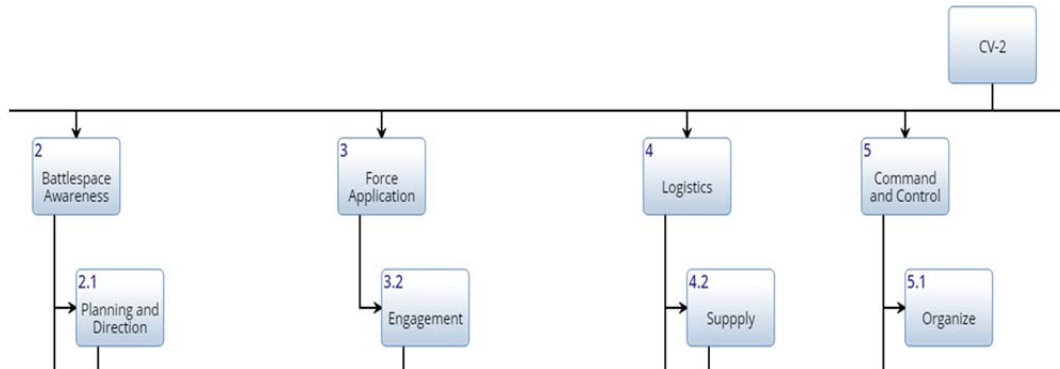 CV-2
2
Battlespace
Awareness
3
Force
Application
4
Logistics
5
Command
and Control
2.1
Planning and
Direction
3.2
Engagement
4.2
Suppply
5.1
Organize